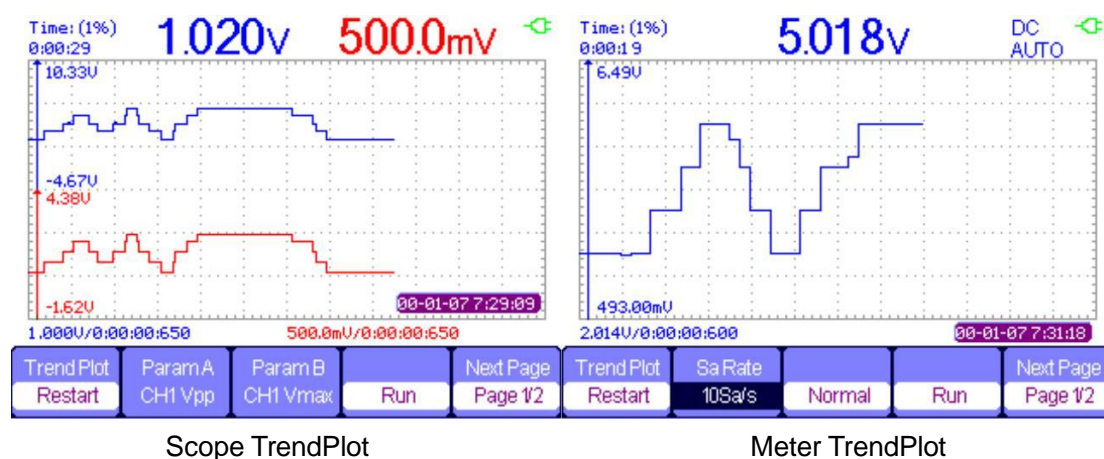 Time:(1%)
0:00:29
1.020V
500.0mV
10.33V
-4.67V
4.38V
-1.62V
00-01-07 7:29:09
1.000V/0:00:00:650
500.0mV/0:00:00:650
Trend Plot
Restart
Param A
CH1 Vpp
Param B
CH1 Vmax
Run
Next Page
Page 1/2
Scope TrendPlot
Time:(1%)
0:00:19
5.018V
DC
AUTO
6.49V
493.00mV
2.014V/0:00:00:600
00-01-07 7:31:18
Trend Plot
Restart
Sa Rate
10Sa/s
Normal
Run
Next Page
Page 1/2
Meter TrendPlot